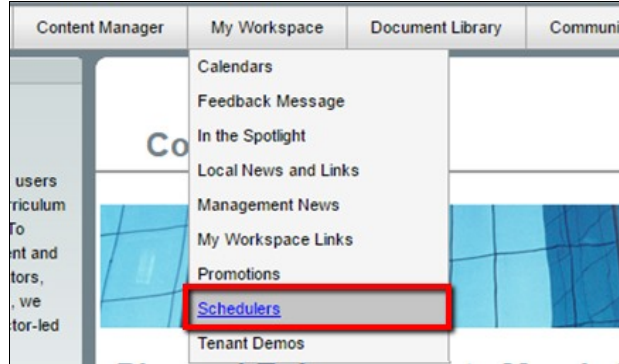 Content Manager My Workspace Document Library Communi
Calendars
Feedback Message
In the Spotlight
Co
Local News and Links
users
Management News
rriculum
To
My Workspace Links
ent and
Promotions
tors,
, we
Schedulers
tor-led
Tenant Demos